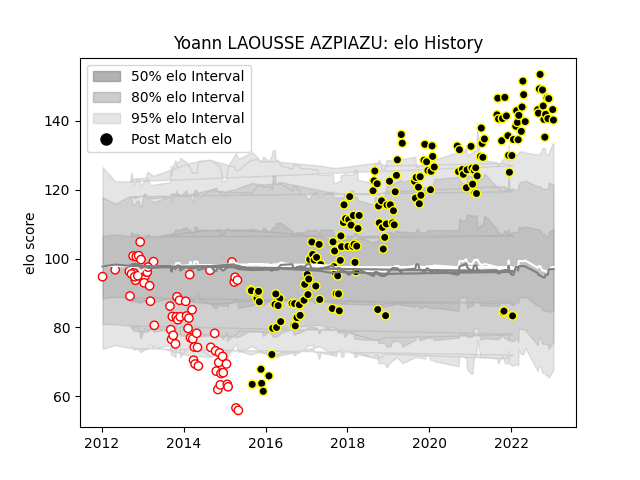 Yoann LAOUSSE AZPIAZU: elo History
50% elo Interval
80% elo Interval
95% elo Interval
Post Match elo
elo score
140
120
100
80
60
2012
2014
2016
2018
2020
2022